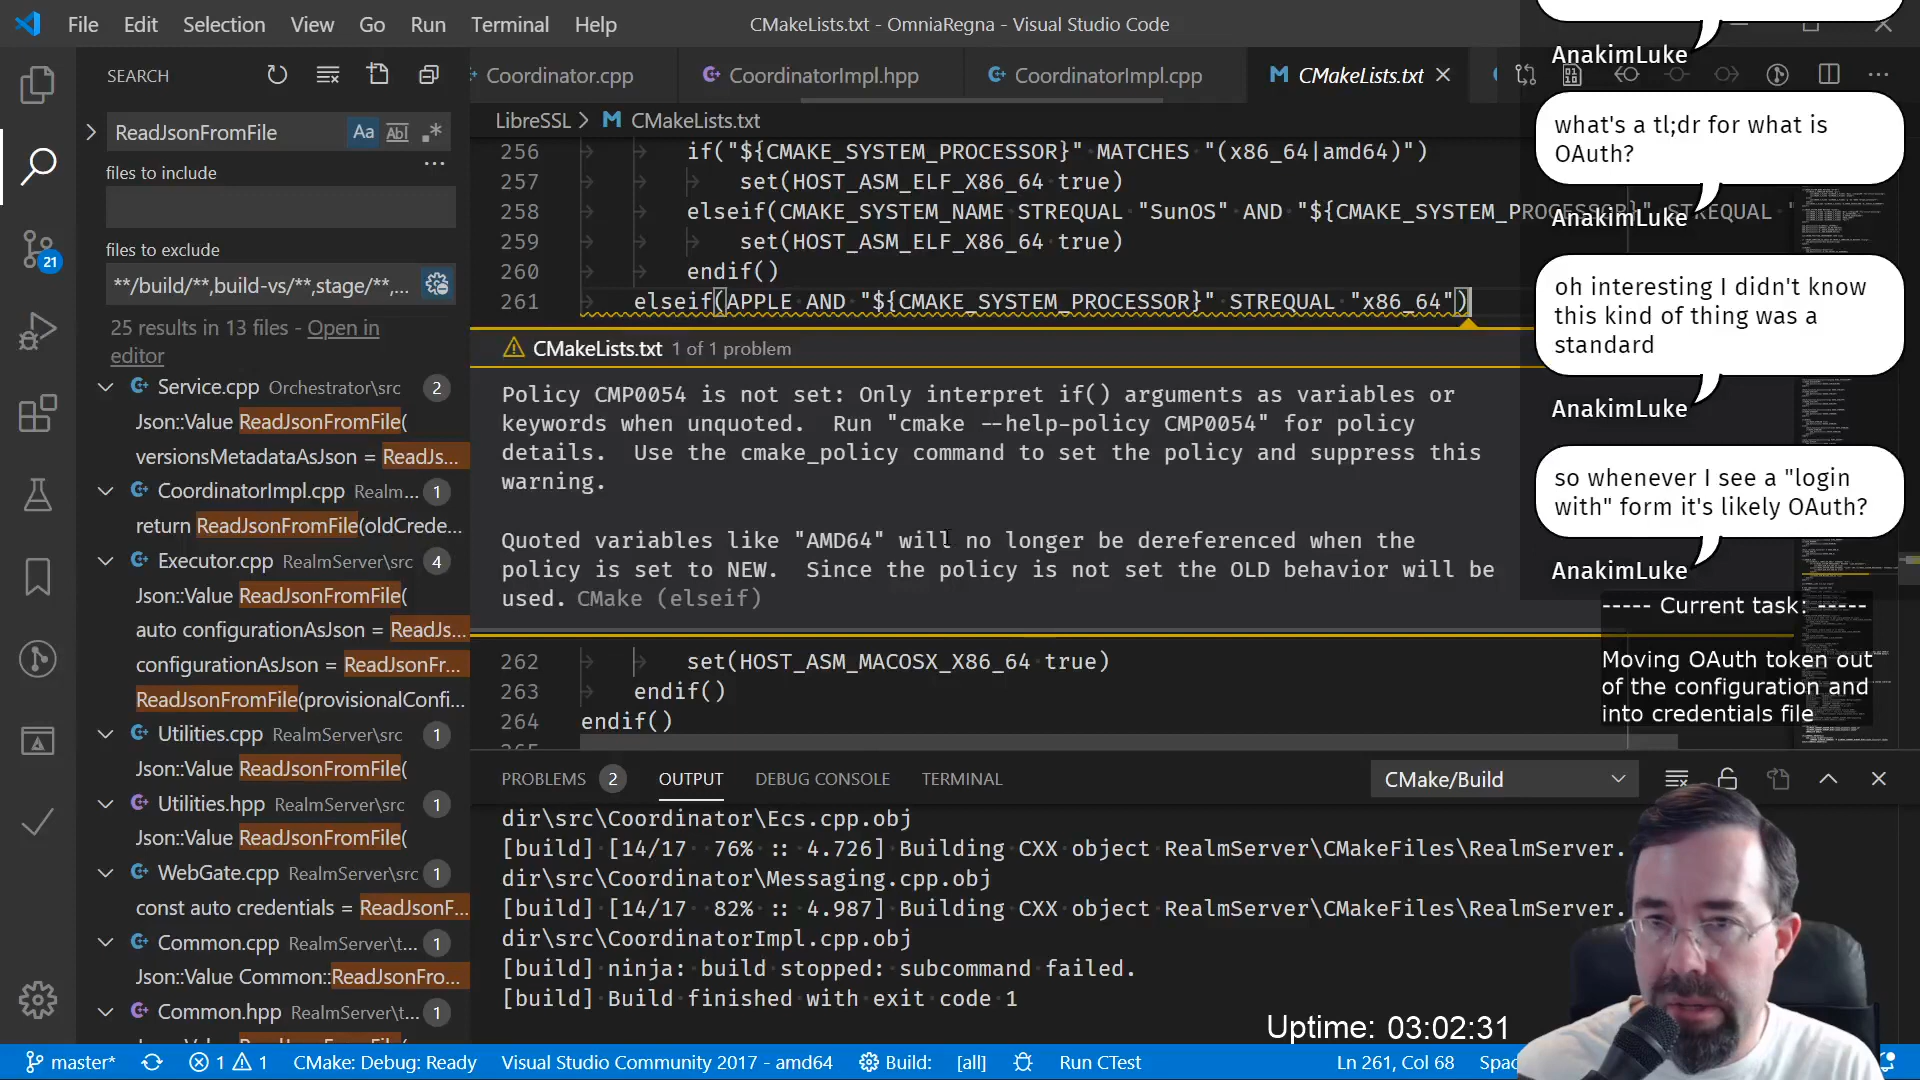 File Edit Selection View Go Run Terminal Help
CMakeLists.txt - OmniaRegna - Visual Studio Code
SEARCH
ReadJsonFromFile
Aa
Abl
files to include
files to exclude
**/build/**,build-vs/**,stage/**,...
25 results in 13 files - Open in
editor
Service.cpp Orchestrator\src 2
Json::Value ReadJsonFromFile(
versionsMetadataAsJson = ReadJs...
CoordinatorImpl.cpp Realm... 1
return ReadJsonFromFile(oldCrede...
Executor.cpp RealmServer\src 4
Json::Value ReadJsonFromFile(
auto configurationAsJson = ReadJs...
configurationAsJson = ReadJsonFr...
ReadJsonFromFile(provisionalConfi...
Utilities.cpp RealmServer\src 1
Json::Value ReadJsonFromFile(
Utilities.hpp RealmServer\src 1
Json::Value ReadJsonFromFile(
WebGate.cpp RealmServer\src 1
const auto credentials = ReadJsonF...
Common.cpp RealmServer\t... 1
Json::Value Common::ReadJsonFro...
Common.hpp RealmServer\t... 1
21
Coordinator.cpp CoordinatorImpl.hpp CoordinatorImpl.cpp CMakeLists.txt
LibreSSL > CMakeLists.txt
256 if("${CMAKE_SYSTEM_PROCESSOR}" MATCHES "(x86_64|amd64)")
257 set(HOST_ASM_ELF_X86_64 true)
258 elseif(CMAKE_SYSTEM_NAME STREQUAL "SunOS" AND "${CMAKE_SYSTEM_PROCESSOR}" STREQUAL "
259 set(HOST_ASM_ELF_X86_64 true)
260 endif()
261 elseif(APPLE AND "${CMAKE_SYSTEM_PROCESSOR}" STREQUAL "x86_64")
CMakeLists.txt 1 of 1 problem
Policy CMP0054 is not set: Only interpret if() arguments as variables or
keywords when unquoted. Run "cmake --help-policy CMP0054" for policy
details. Use the cmake_policy command to set the policy and suppress this
warning.
Quoted variables like "AMD64" will no longer be dereferenced when the
policy is set to NEW. Since the policy is not set the OLD behavior will be
used. CMake (elseif)
262 set(HOST_ASM_MACOSX_X86_64 true)
263 endif()
264 endif()
265
PROBLEMS 2 OUTPUT DEBUG CONSOLE TERMINAL
CMake/Build
dir\src\Coordinator\Ecs.cpp.obj
[build] [14/17 76% :: 4.726] Building CXX object RealmServer\CMakeFiles\RealmServer.
dir\src\Coordinator\Messaging.cpp.obj
[build] [14/17 82% :: 4.987] Building CXX object RealmServer\CMakeFiles\RealmServer.
dir\src\CoordinatorImpl.cpp.obj
[build] ninja: build stopped: subcommand failed.
[build] Build finished with exit code 1
AnakimLuke
what's a tl;dr for what is
OAuth?
AnakimLuke
oh interesting I didn't know
this kind of thing was a
standard
AnakimLuke
so whenever I see a "login
with" form it's likely OAuth?
AnakimLuke
----- Current task: -----
Moving OAuth token out
of the configuration and
into credentials file
Uptime: 03:02:31
master* 1 1 CMake: Debug: Ready Visual Studio Community 2017 - amd64 Build: [all] Run CTest Ln 261, Col 68